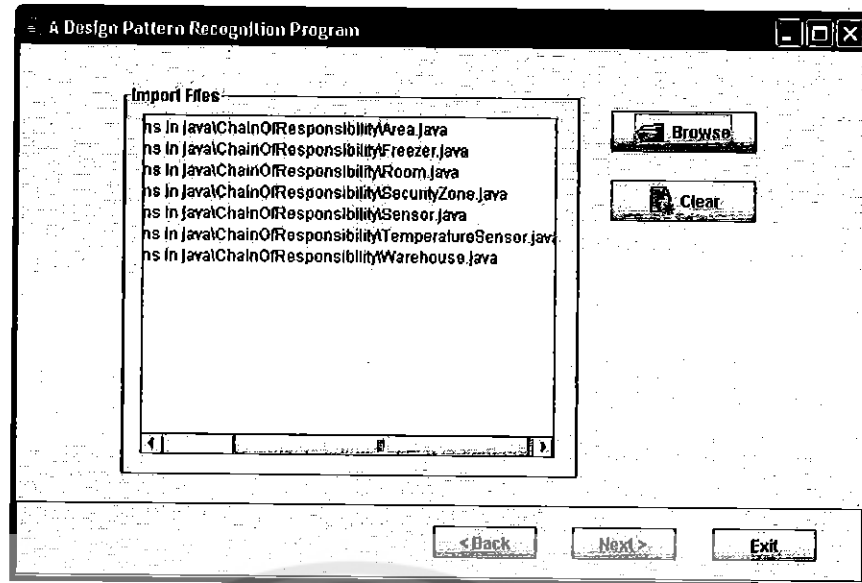 A Design Pattern Recognition Program
Import Files
ns in java\ChainOfResponsibility\Area.java
ns in java\ChainOfResponsibility\Freezer.java
ns in java\ChainOfResponsibility\Room.java
ns in java\ChainOfResponsibility\SecurityZone.java
ns in java\ChainOfResponsibility\Sensor.java
ns in java\ChainOfResponsibility\TemperatureSensor.java
ns in java\ChainOfResponsibility\Warehouse.java
Browse
Clear
< Back
Next >
Exit